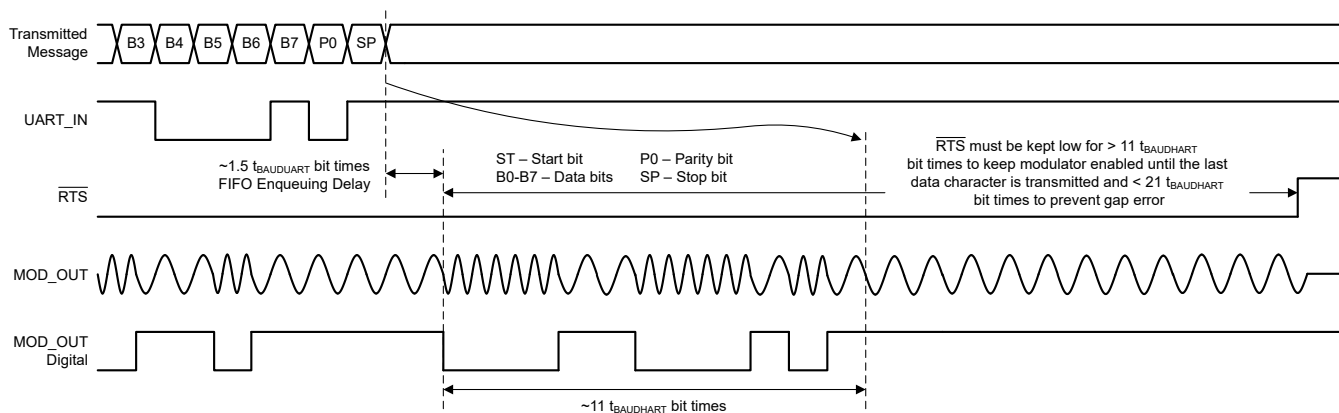 Transmitted
Message
B3 B4 B5 B6 B7 P0 SP
UART_IN
~1.5 tBAUDUART bit times
FIFO Enqueuing Delay
ST – Start bit
B0-B7 – Data bits
P0 – Parity bit
SP – Stop bit
RTS must be kept low for > 11 tBAUDHART
bit times to keep modulator enabled until the last
data character is transmitted and < 21 tBAUDHART
bit times to prevent gap error
RTS
MOD_OUT
MOD_OUT
Digital
~11 tBAUDHART bit times